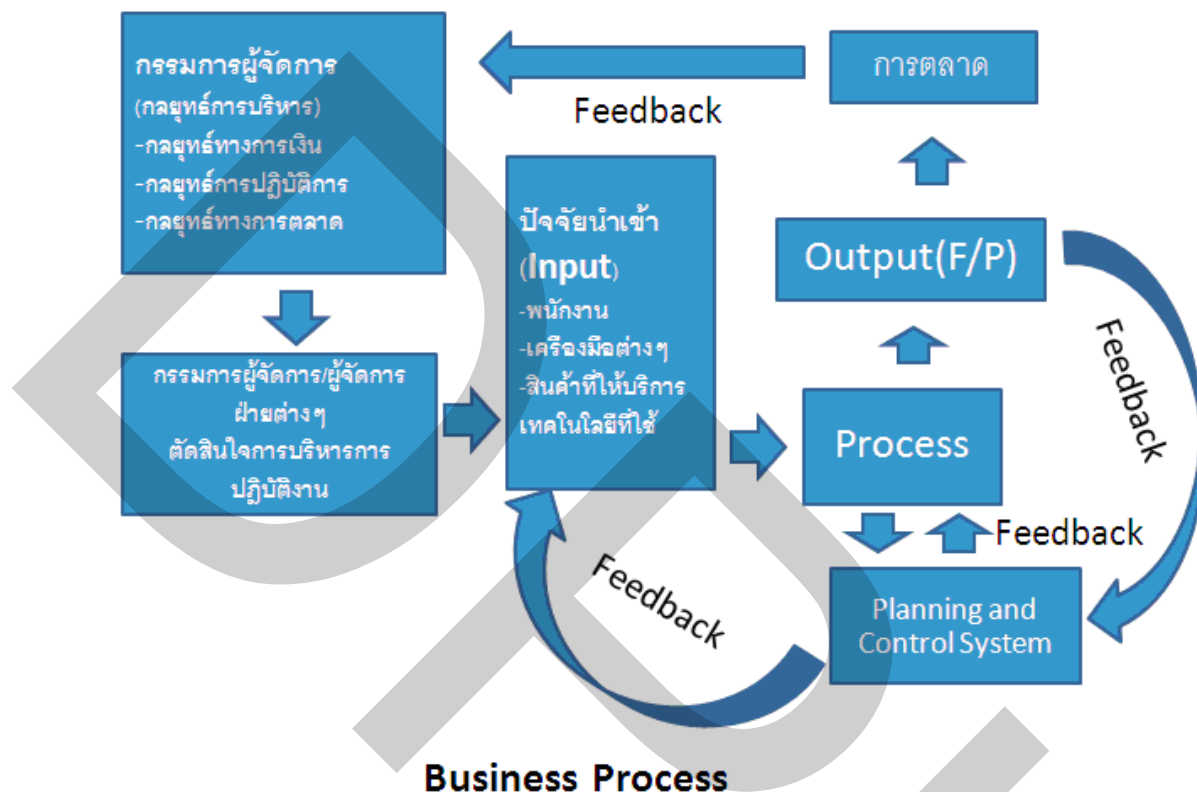 กรรมการผู้จัดการ
(กลยุทธ์การบริหาร)
-กลยุทธ์ทางการเงิน
-กลยุทธ์การปฎิบัติการ
-กลยุทธ์ทางการตลาด
Feedback
การตลาด
ปัจจัยนำเข้า
(Input)
-พนักงาน
-เครื่องมือต่างๆ
-สินค้าที่ให้บริการ
เทคโนโลยีที่ใช้
Output(F/P)
Feedback
กรรมการผู้จัดการ/ผู้จัดการ
ฝ่ายต่างๆ
ตัดสินใจการบริหารการ
ปฎิบัติงาน
Process
Feedback
Feedback
Planning and
Control System
Business Process